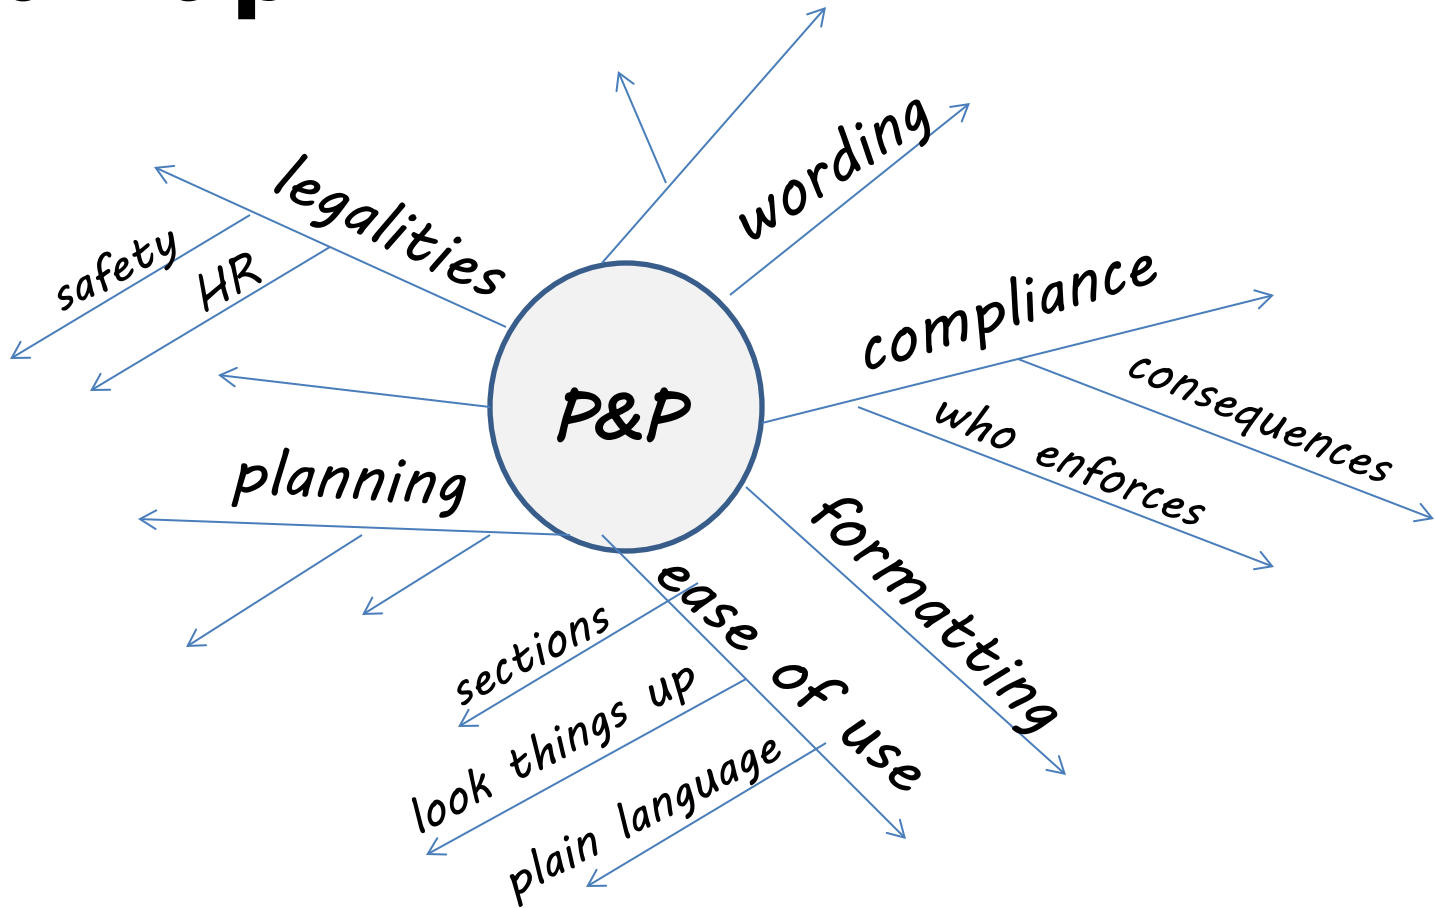 legalities
safety
HR
wording
compliance
consequences
who enforces
P&P
planning
formatting
ease of use
sections
look things up
plain language